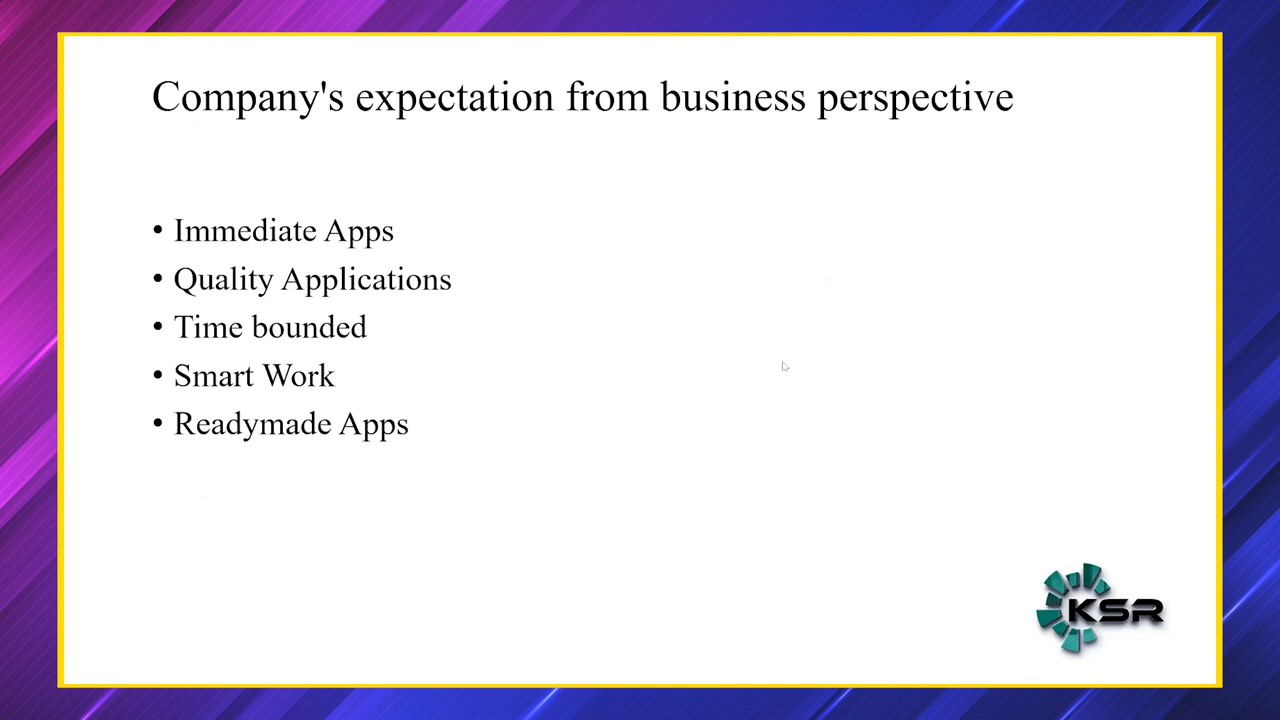 Company's expectation from business perspective
• Immediate Apps
• Quality Applications
• Time bounded
• Smart Work
• Readymade Apps
KSR